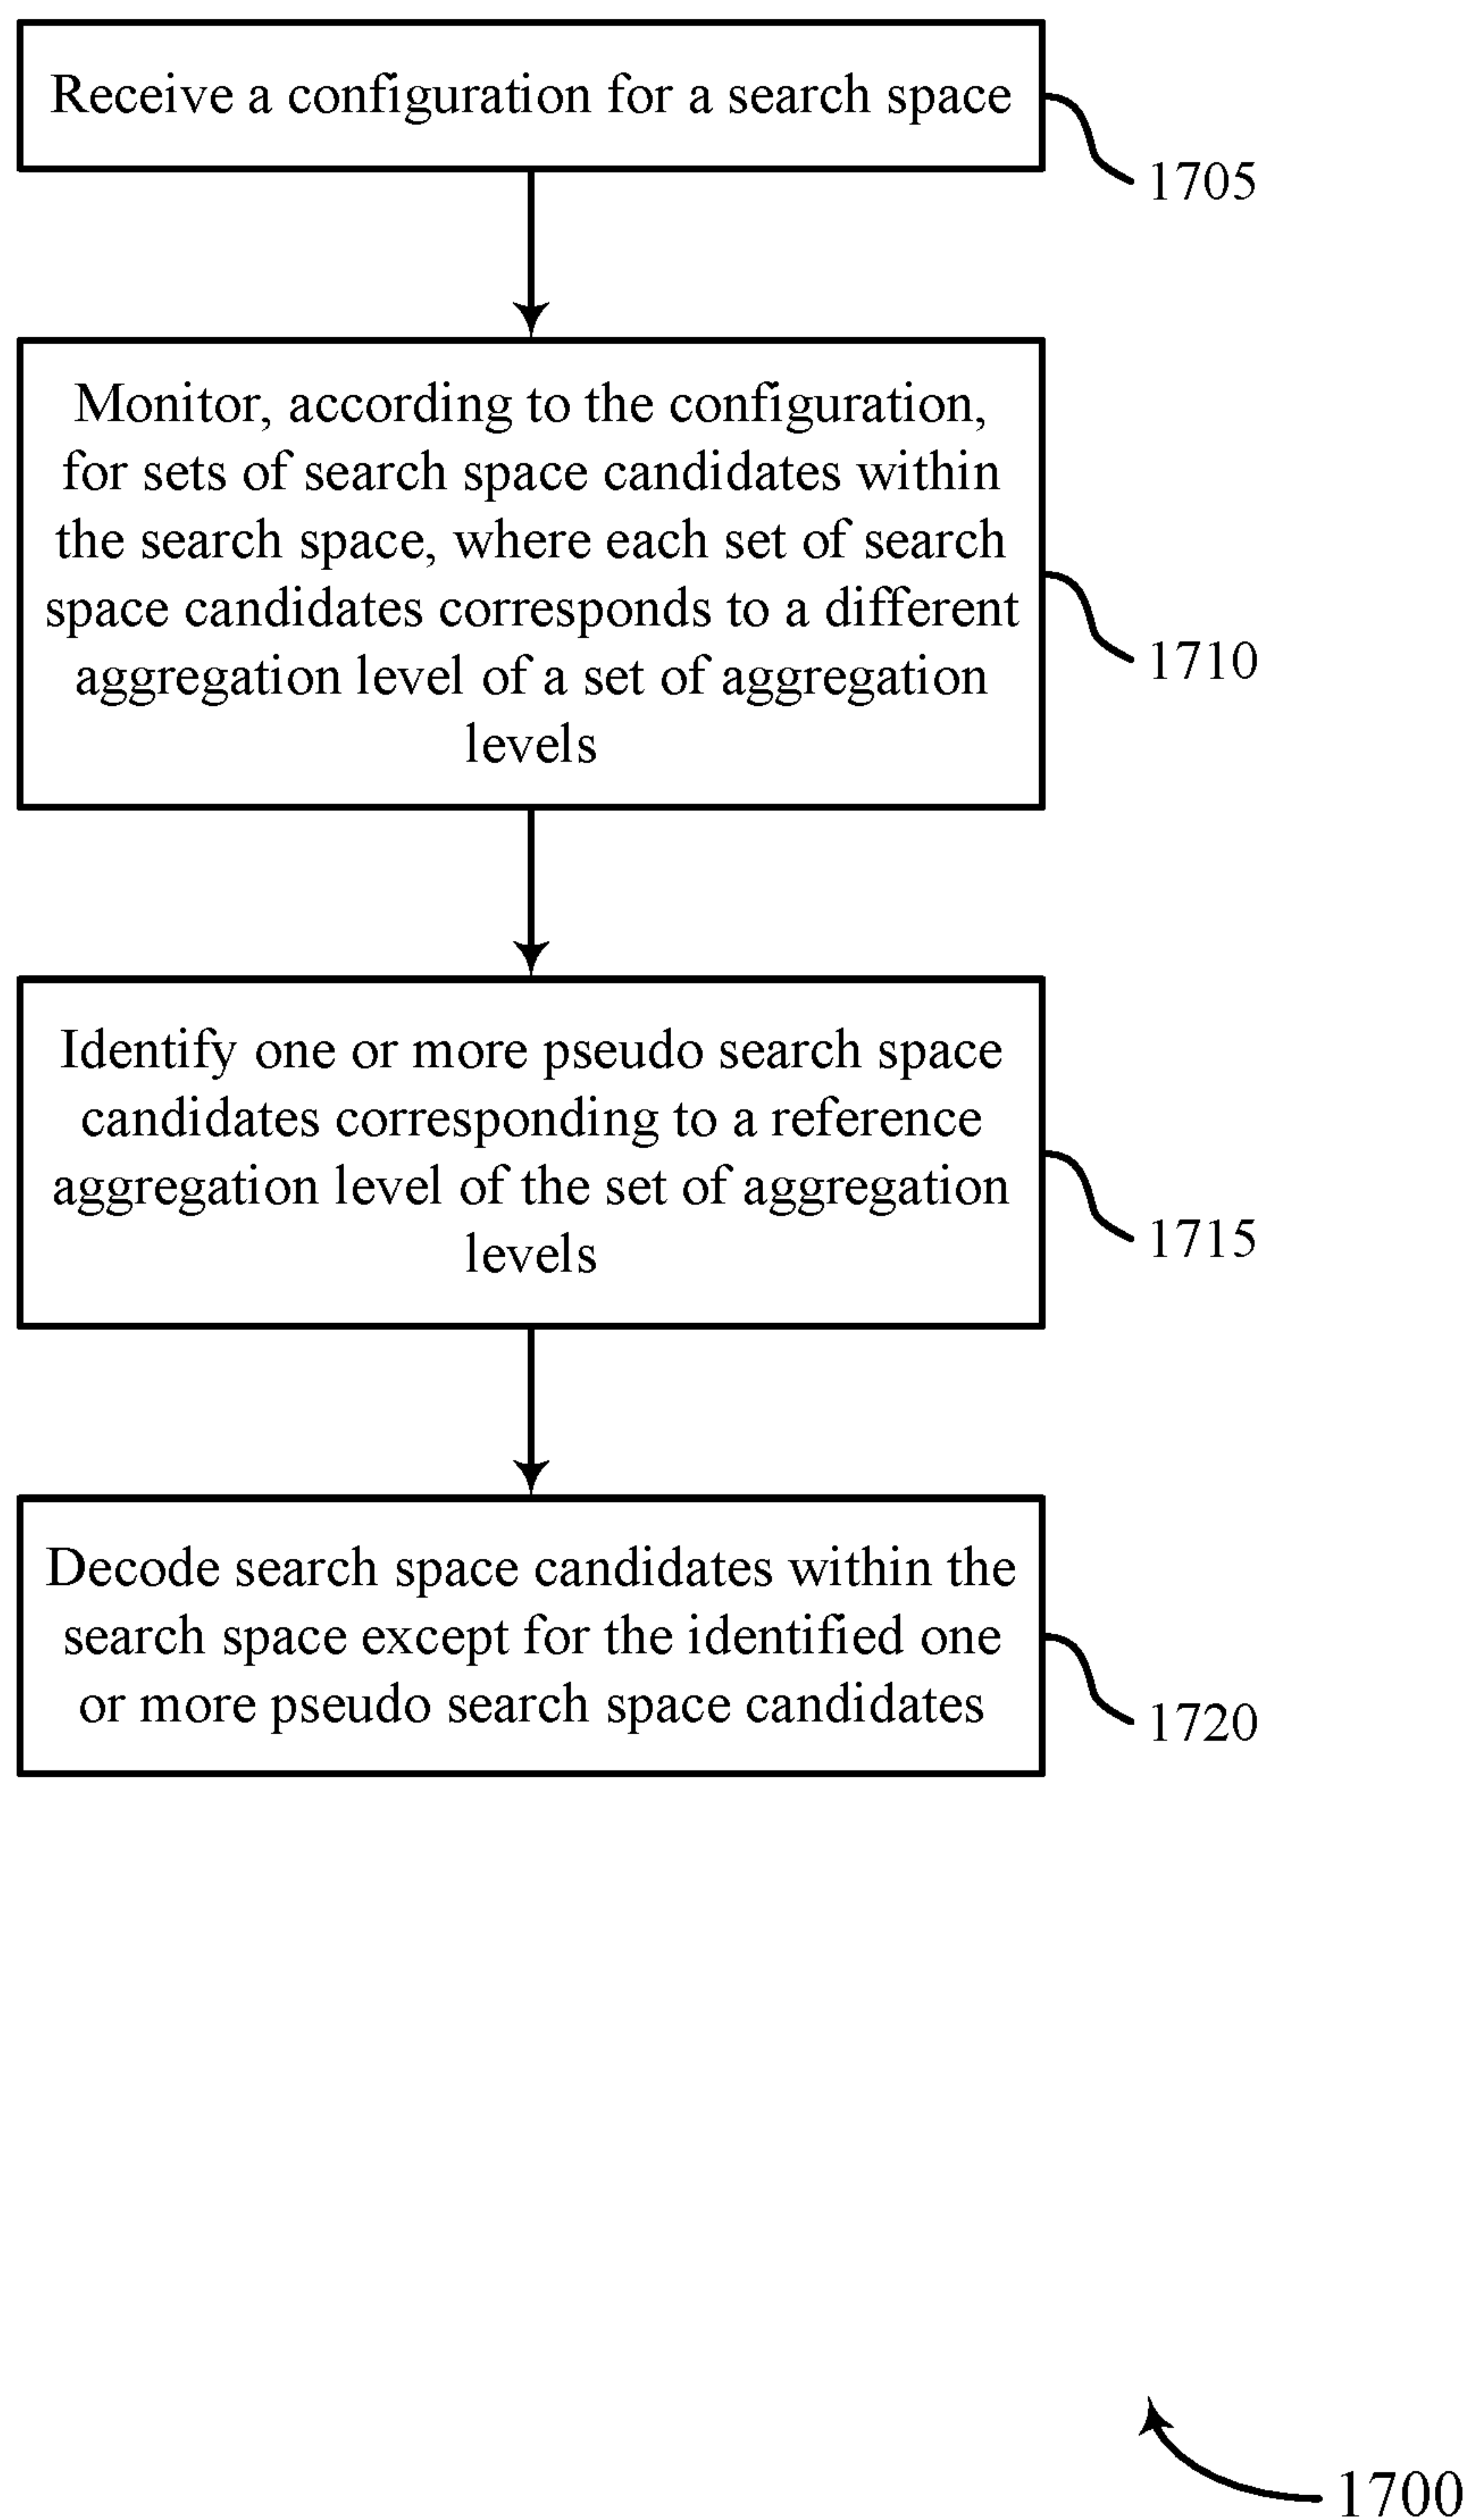 Receive a configuration for a search space
1705
Monitor, according to the configuration,
for sets of search space candidates within
the search space, where each set of search
space candidates corresponds to a different
aggregation level of a set of aggregation
levels
1710
Identify one or more pseudo search space
candidates corresponding to a reference
aggregation level of the set of aggregation
levels
1715
Decode search space candidates within the
search space except for the identified one
or more pseudo search space candidates
1720
1700